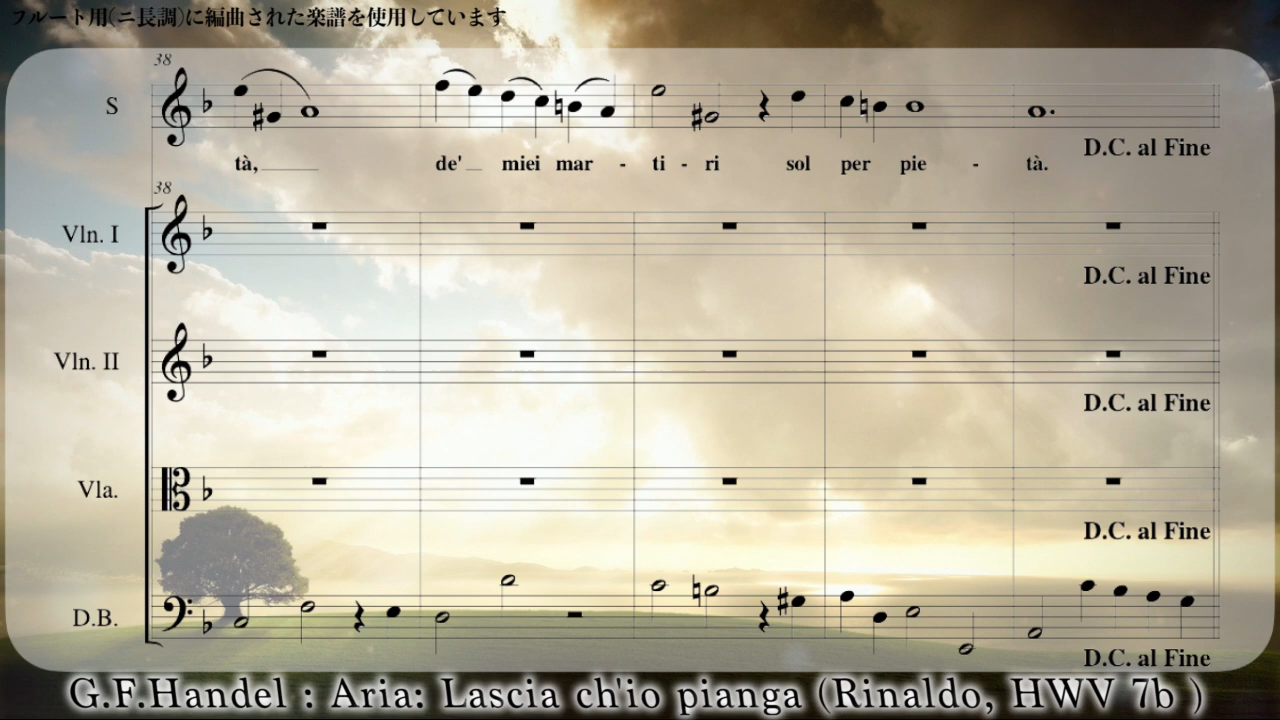 フルート用(ニ長調)に編曲された楽譜を使用しています
38
S
tà, de' miei mar - ti - ri sol per pie - tà.
D.C. al Fine
38
Vln. I
D.C. al Fine
Vln. II
D.C. al Fine
Vla.
D.C. al Fine
D.B.
D.C. al Fine
G.F.Handel : Aria: Lascia ch'io pianga (Rinaldo, HWV 7b )